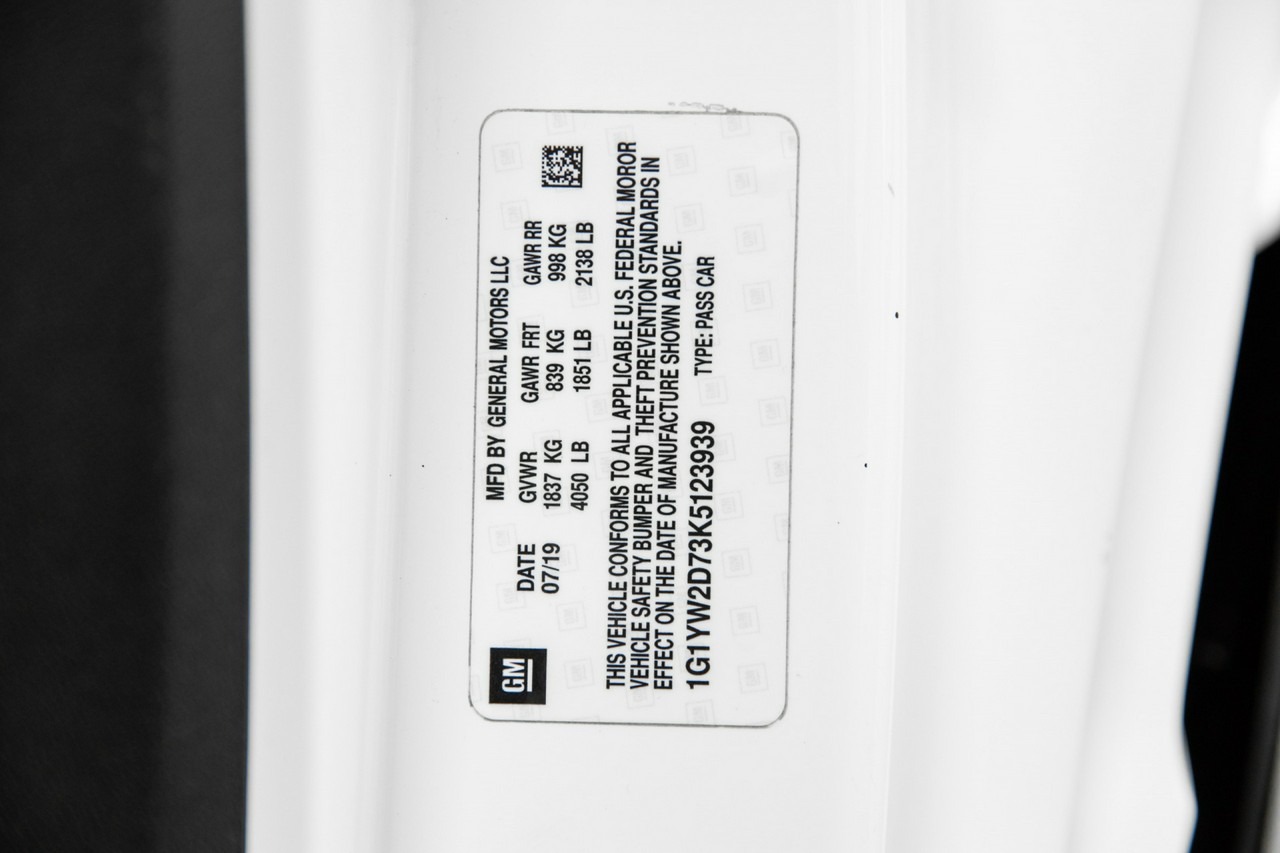 GM
MFD BY GENERAL MOTORS LLC
DATE GVWR GAWR FRT GAWR RR
07/19 1837 KG 839 KG 998 KG
4050 LB 1851 LB 2138 LB
THIS VEHICLE CONFORMS TO ALL APPLICABLE U.S. FEDERAL MOROR
VEHICLE SAFETY BUMPER AND THEFT PREVENTION STANDARDS IN
EFFECT ON THE DATE OF MANUFACTURE SHOWN ABOVE.
1G1YW2D73K5123939 TYPE: PASS CAR